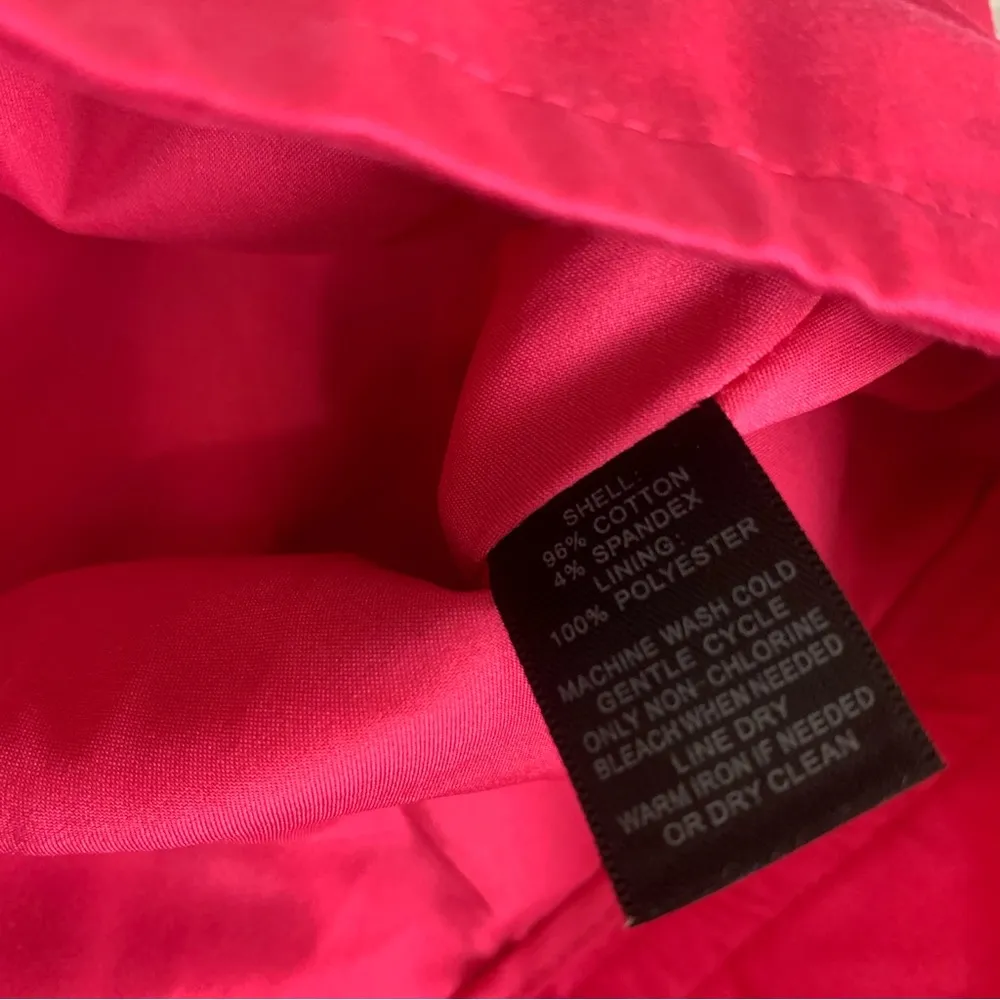 SHELL:
96% COTTON
4% SPANDEX
LINING:
100% POLYESTER
MACHINE WASH COLD
GENTLE CYCLE
ONLY NON-CHLORINE
BLEACH WHEN NEEDED
LINE DRY
WARM IRON IF NEEDED
OR DRY CLEAN